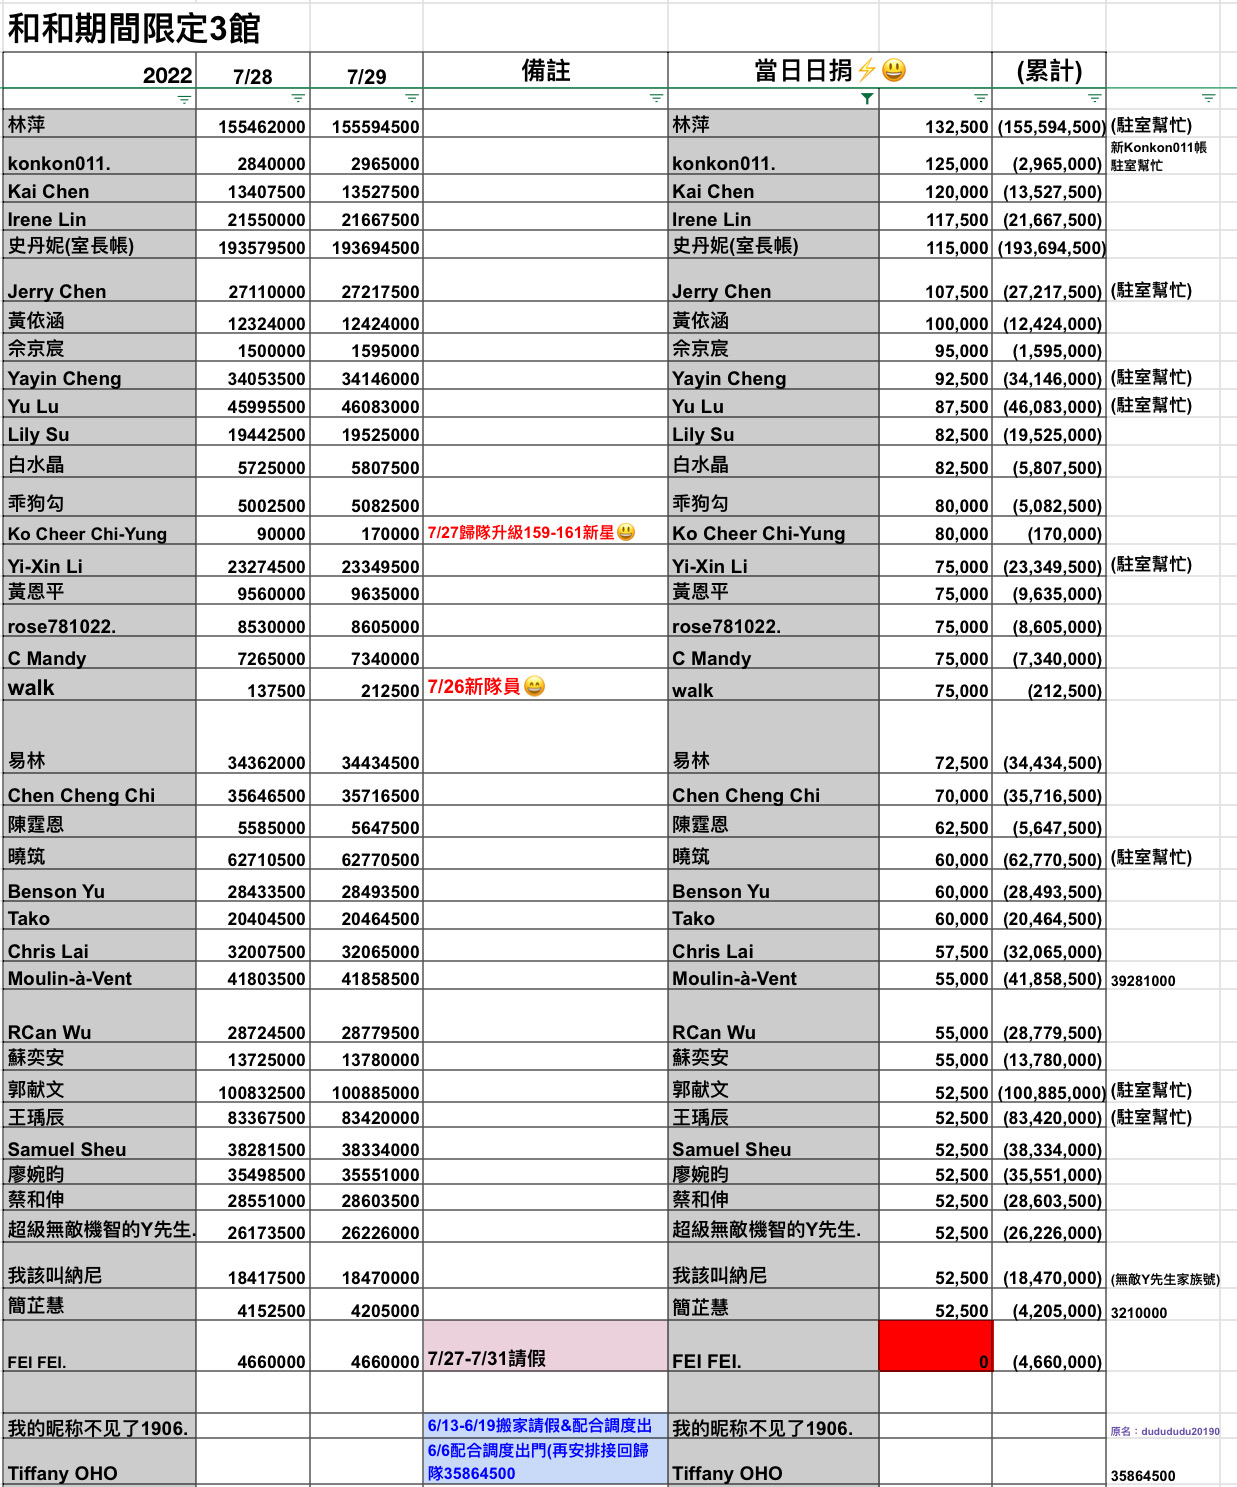 和和期間限定3館
2022 7/28 7/29 備註 當日日捐⚡😃 (累計)
林萍 155462000 155594500 林萍 132,500 (155,594,500) (駐室幫忙)
konkon011. 2840000 2965000 konkon011. 125,000 (2,965,000) 新Konkon011帳
駐室幫忙
Kai Chen 13407500 13527500 Kai Chen 120,000 (13,527,500)
Irene Lin 21550000 21667500 Irene Lin 117,500 (21,667,500)
史丹妮(室長帳) 193579500 193694500 史丹妮(室長帳) 115,000 (193,694,500)
Jerry Chen 27110000 27217500 Jerry Chen 107,500 (27,217,500) (駐室幫忙)
黃依涵 12324000 12424000 黃依涵 100,000 (12,424,000)
佘京宸 1500000 1595000 佘京宸 95,000 (1,595,000)
Yayin Cheng 34053500 34146000 Yayin Cheng 92,500 (34,146,000) (駐室幫忙)
Yu Lu 45995500 46083000 Yu Lu 87,500 (46,083,000) (駐室幫忙)
Lily Su 19442500 19525000 Lily Su 82,500 (19,525,000)
白水晶 5725000 5807500 白水晶 82,500 (5,807,500)
乖狗勾 5002500 5082500 乖狗勾 80,000 (5,082,500)
Ko Cheer Chi-Yung 90000 170000 7/27歸隊升級159-161新星😃 Ko Cheer Chi-Yung 80,000 (170,000)
Yi-Xin Li 23274500 23349500 Yi-Xin Li 75,000 (23,349,500) (駐室幫忙)
黃恩平 9560000 9635000 黃恩平 75,000 (9,635,000)
rose781022. 8530000 8605000 rose781022. 75,000 (8,605,000)
C Mandy 7265000 7340000 C Mandy 75,000 (7,340,000)
walk 137500 212500 7/26新隊員😄 walk 75,000 (212,500)
易林 34362000 34434500 易林 72,500 (34,434,500)
Chen Cheng Chi 35646500 35716500 Chen Cheng Chi 70,000 (35,716,500)
陳霆恩 5585000 5647500 陳霆恩 62,500 (5,647,500)
曉筑 62710500 62770500 曉筑 60,000 (62,770,500) (駐室幫忙)
Benson Yu 28433500 28493500 Benson Yu 60,000 (28,493,500)
Tako 20404500 20464500 Tako 60,000 (20,464,500)
Chris Lai 32007500 32065000 Chris Lai 57,500 (32,065,000)
Moulin-à-Vent 41803500 41858500 Moulin-à-Vent 55,000 (41,858,500) 39281000
RCan Wu 28724500 28779500 RCan Wu 55,000 (28,779,500)
蘇奕安 13725000 13780000 蘇奕安 55,000 (13,780,000)
郭献文 100832500 100885000 郭献文 52,500 (100,885,000) (駐室幫忙)
王瑀辰 83367500 83420000 王瑀辰 52,500 (83,420,000) (駐室幫忙)
Samuel Sheu 38281500 38334000 Samuel Sheu 52,500 (38,334,000)
廖婉昀 35498500 35551000 廖婉昀 52,500 (35,551,000)
蔡和伸 28551000 28603500 蔡和伸 52,500 (28,603,500)
超級無敵機智的Y先生. 26173500 26226000 超級無敵機智的Y先生. 52,500 (26,226,000)
我該叫納尼 18417500 18470000 我該叫納尼 52,500 (18,470,000) (無敵Y先生家族號)
簡芷慧 4152500 4205000 簡芷慧 52,500 (4,205,000) 3210000
FEI FEI. 4660000 4660000 7/27-7/31請假 FEI FEI. 0 (4,660,000)
我的昵称不见了1906. 6/13-6/19搬家請假&配合調度出 我的昵称不见了1906. 原名：dudududu20190
Tiffany OHO 6/6配合調度出門(再安排接回歸
隊35864500 Tiffany OHO 35864500